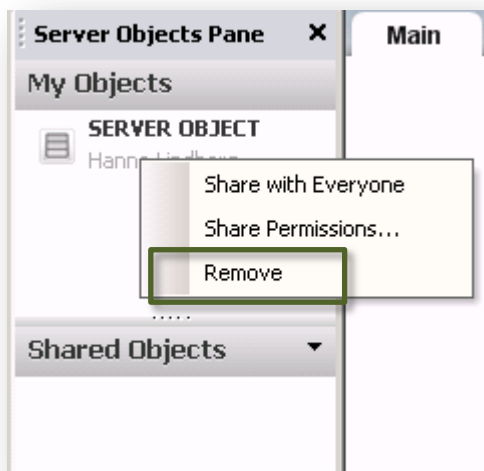 Server Objects Pane
Main
My Objects
SERVER OBJECT
Share with Everyone
Share Permissions...
Remove
Shared Objects